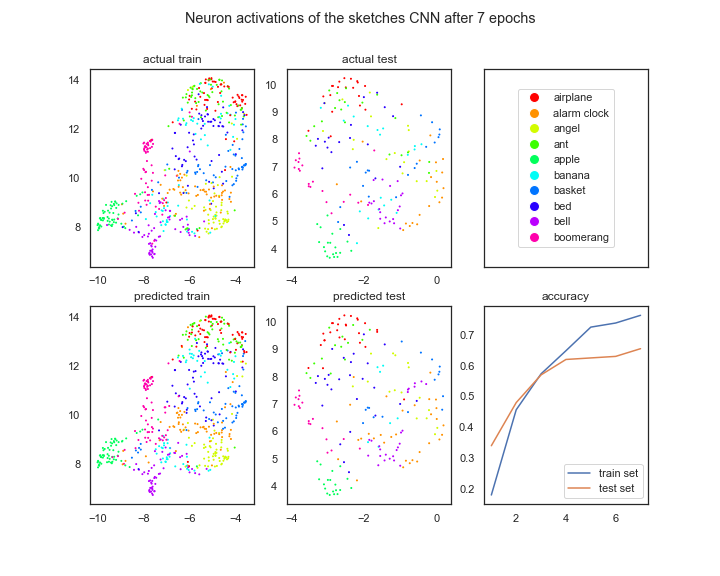 Neuron activations of the sketches CNN after 7 epochs
actual train
14
12
10
8
−10 −8 −6 −4
actual test
10
9
8
7
6
5
4
−4 −2 0
airplane
alarm clock
angel
ant
apple
banana
basket
bed
bell
boomerang
predicted train
14
12
10
8
−10 −8 −6 −4
predicted test
10
9
8
7
6
5
4
−4 −2 0
accuracy
0.7
0.6
0.5
0.4
0.3
0.2
train set
test set
2 4 6